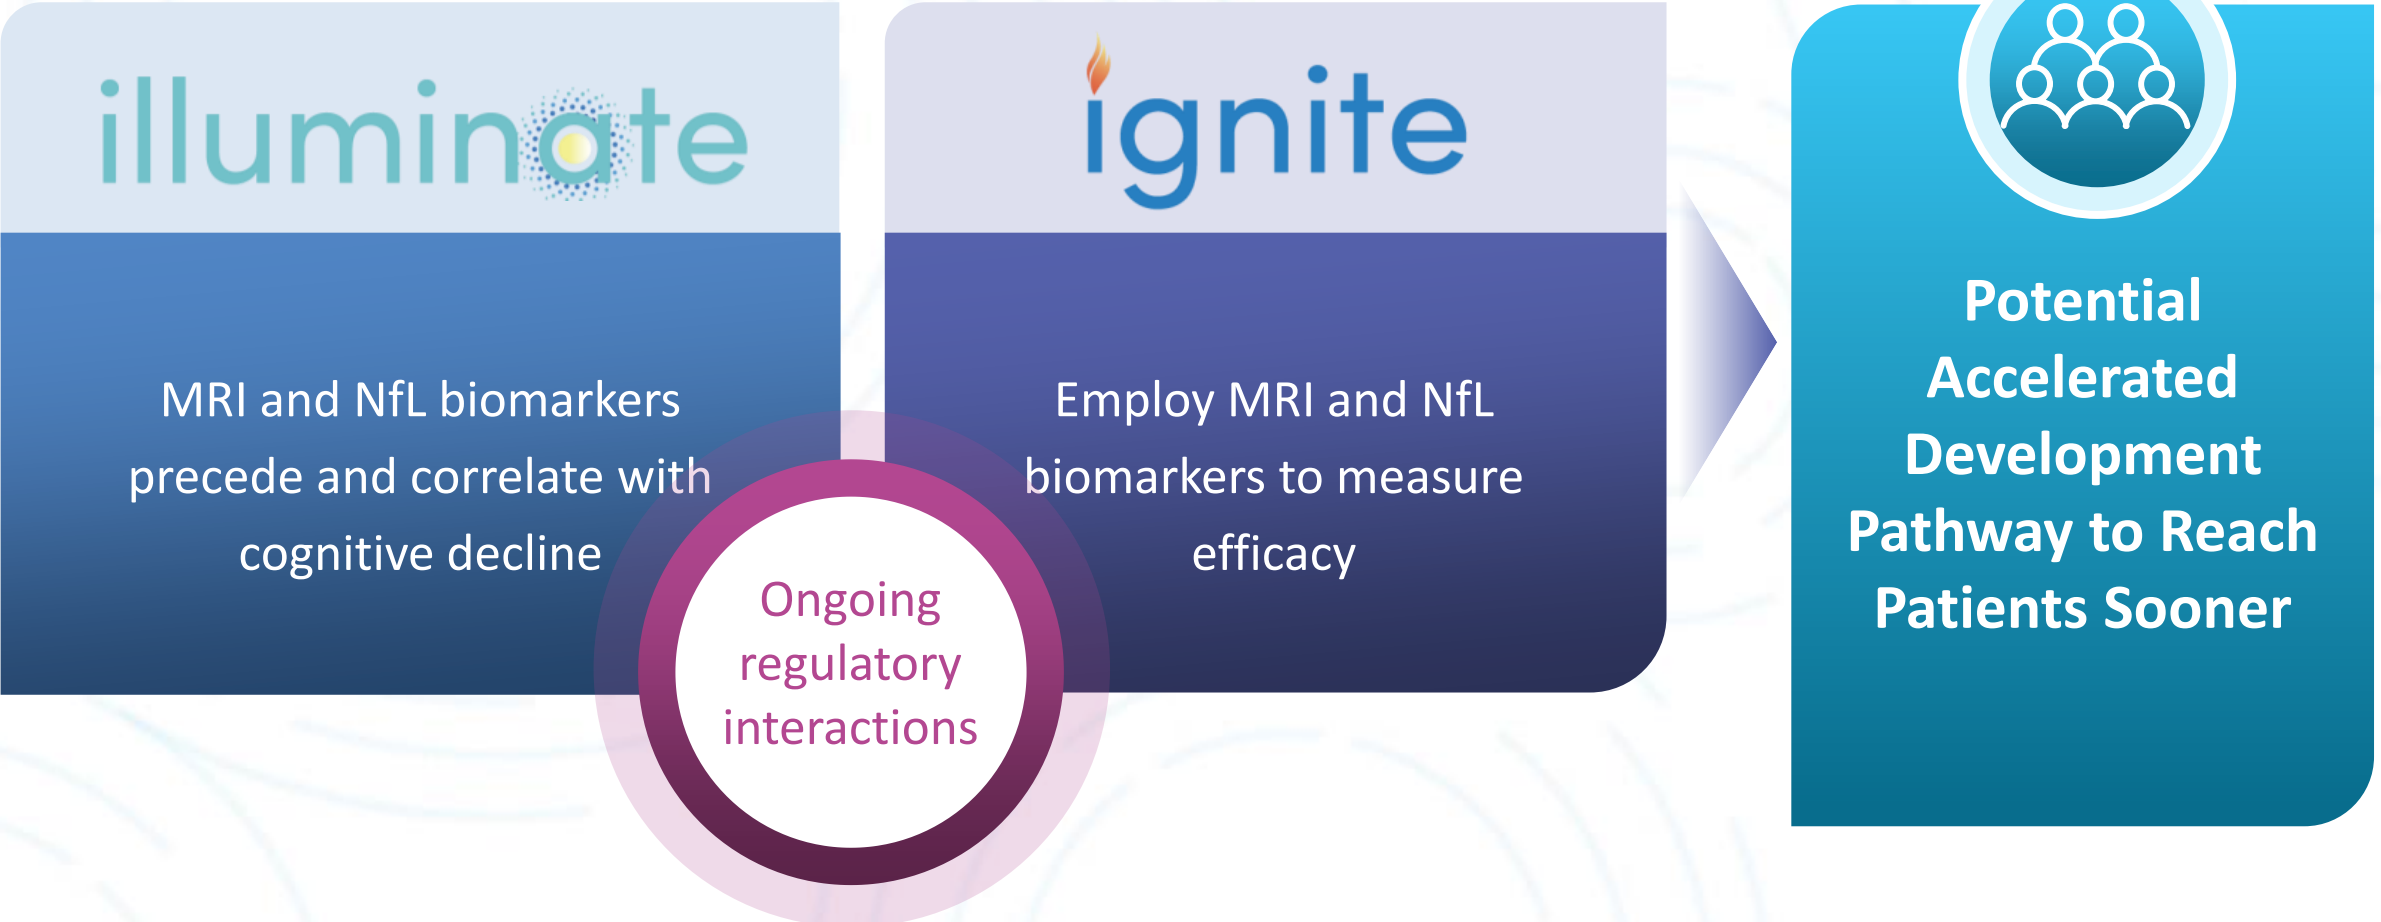 illuminate
MRI and NfL biomarkers
precede and correlate with
cognitive decline
ignite
Employ MRI and NfL
biomarkers to measure
efficacy
Ongoing
regulatory
interactions
Potential
Accelerated
Development
Pathway to Reach
Patients Sooner